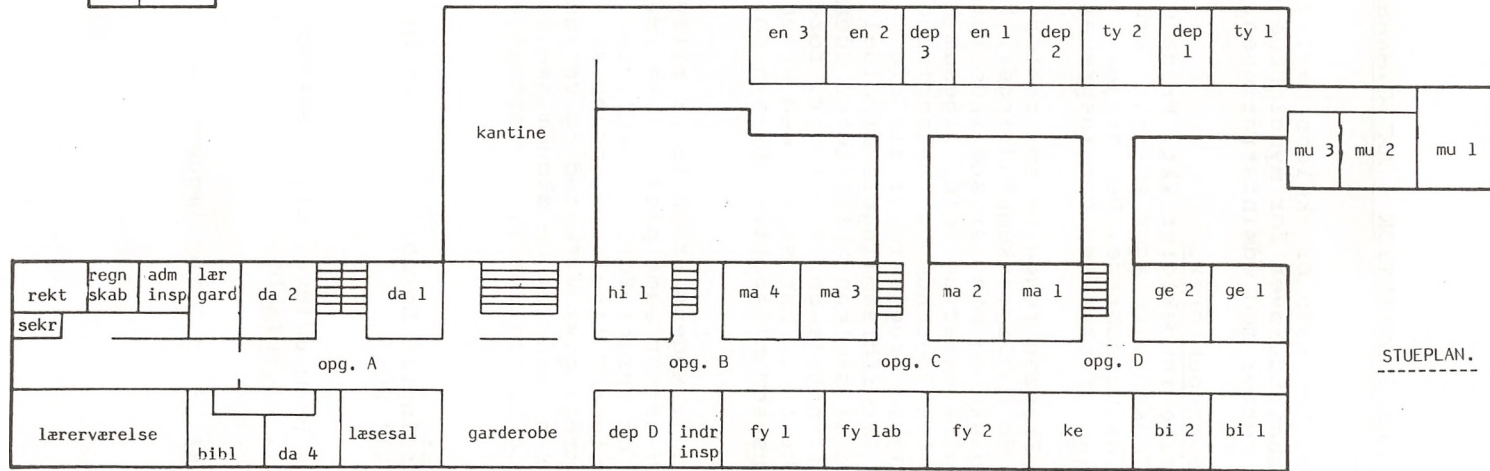 en 3 en 2 dep 3 en 1 dep 2 ty 2 dep 1 ty 1
kantine
mu 3 mu 2 mu 1
rekt regn skab adm insp lær gard da 2 da 1 hi 1 ma 4 ma 3 ma 2 ma 1 ge 2 ge 1
sekr
opg. A opg. B opg. C opg. D
STUEPLAN.
lærerværelse bibl da 4 læsesal garderobe dep D indr insp fy 1 fy lab fy 2 ke bi 2 bi 1